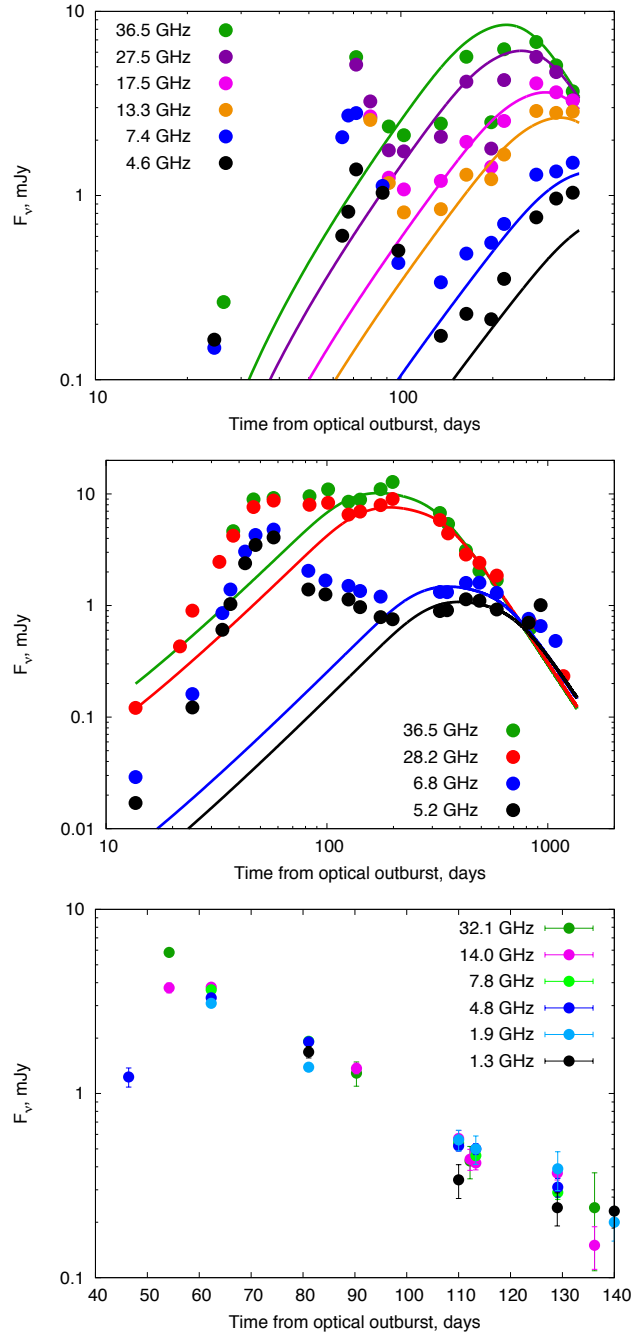 10
1
0.1
F_ν, mJy
36.5 GHz
27.5 GHz
17.5 GHz
13.3 GHz
7.4 GHz
4.6 GHz
10 100
Time from optical outburst, days
10
1
0.1
0.01
F_ν, mJy
36.5 GHz
28.2 GHz
6.8 GHz
5.2 GHz
10 100 1000
Time from optical outburst, days
10
1
0.1
F_ν, mJy
32.1 GHz
14.0 GHz
7.8 GHz
4.8 GHz
1.9 GHz
1.3 GHz
40 50 60 70 80 90 100 110 120 130 140
Time from optical outburst, days